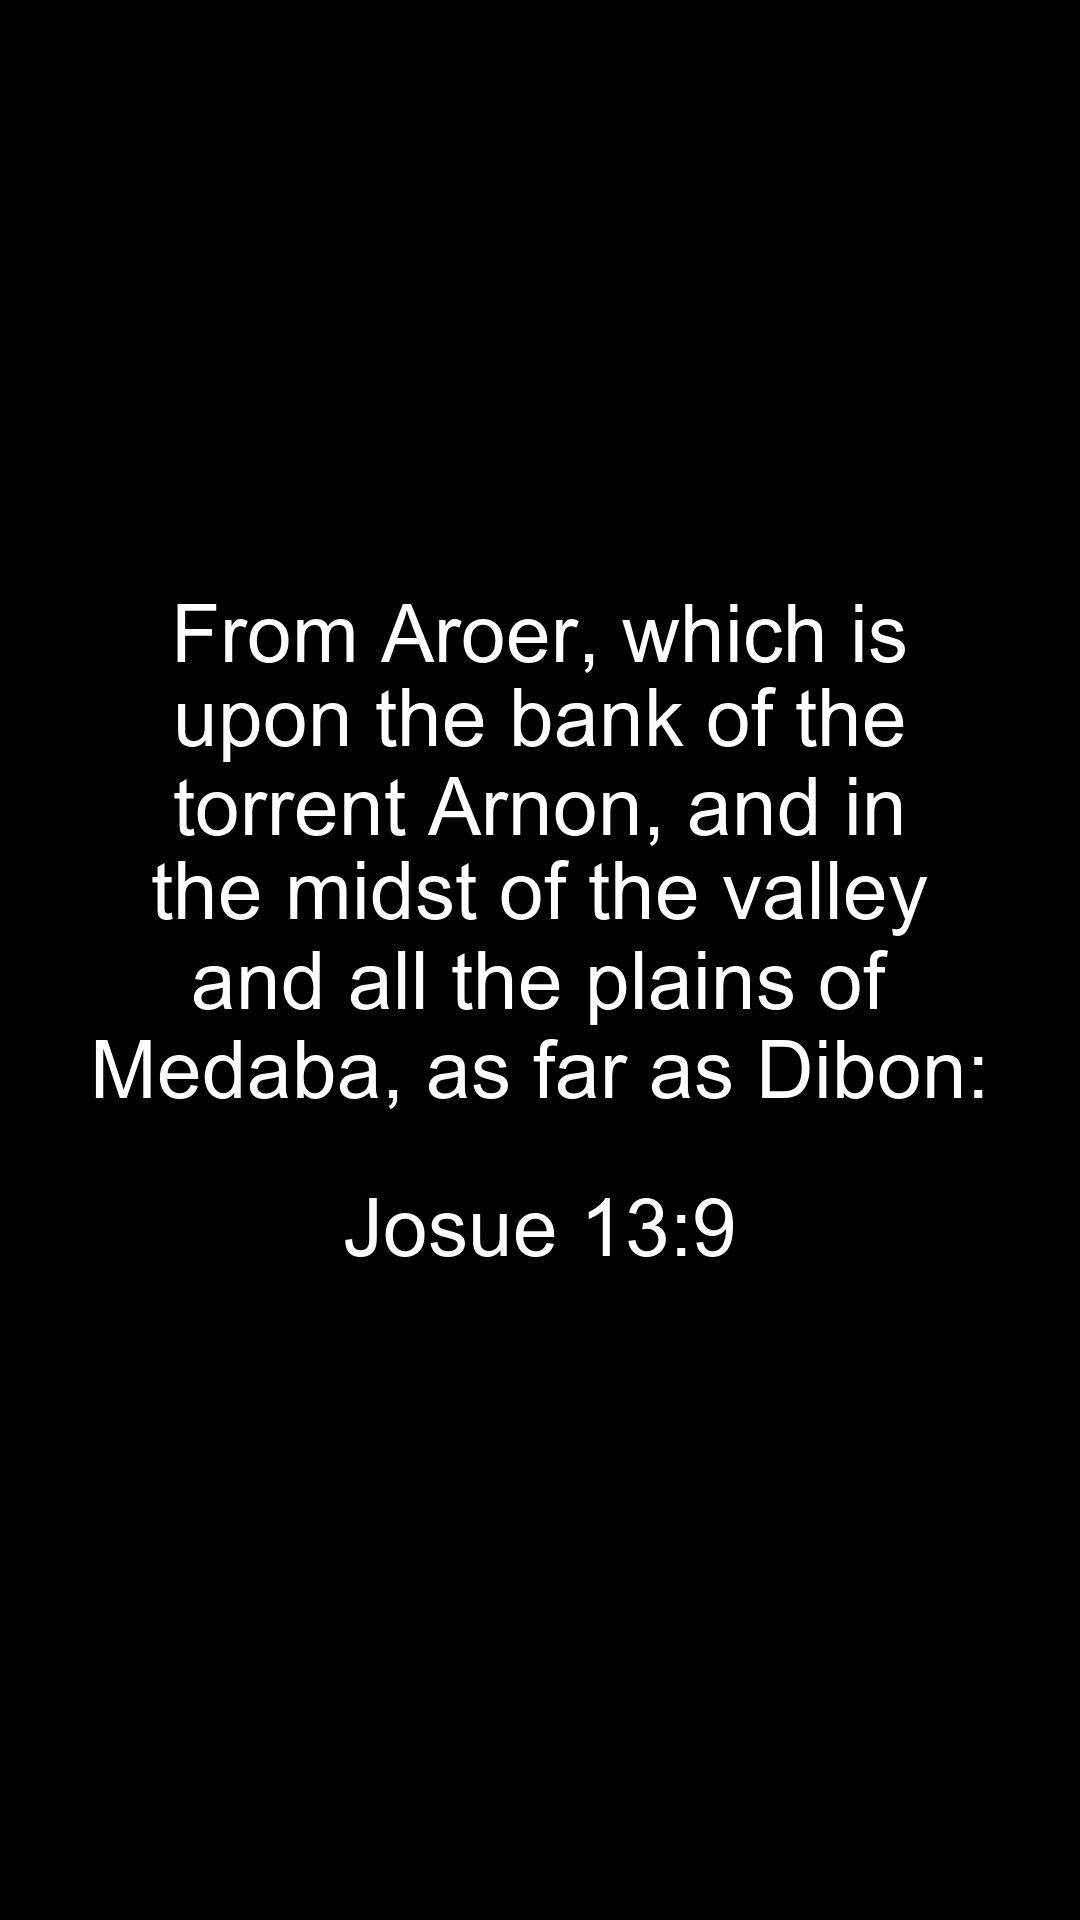 From Aroer, which is
upon the bank of the
torrent Arnon, and in
the midst of the valley
and all the plains of
Medaba, as far as Dibon:
Josue 13:9